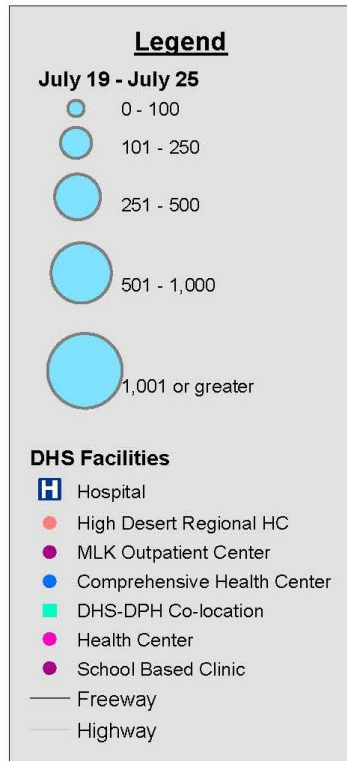 Legend
July 19 - July 25
0 - 100
101 - 250
251 - 500
501 - 1,000
1,001 or greater
DHS Facilities
H Hospital
High Desert Regional HC
MLK Outpatient Center
Comprehensive Health Center
DHS-DPH Co-location
Health Center
School Based Clinic
Freeway
Highway